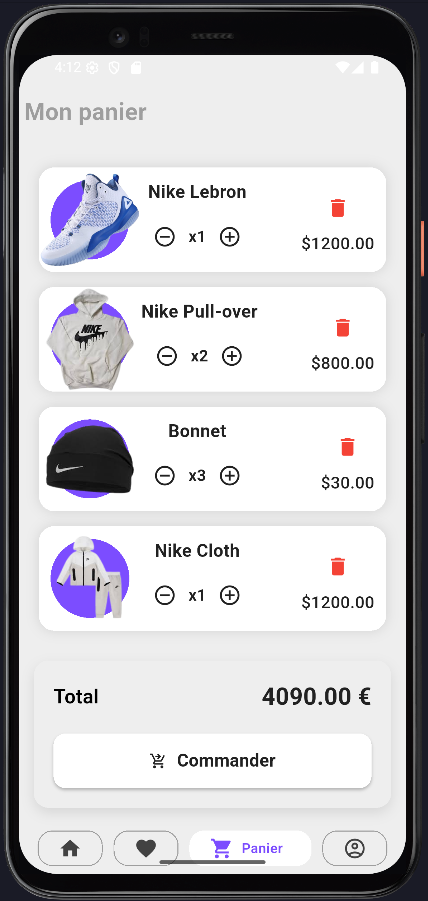 4:12
Mon panier
Nike Lebron
x1
$1200.00
Nike Pull-over
NIKE
x2
$800.00
Bonnet
x3
$30.00
Nike Cloth
x1
$1200.00
Total
4090.00 €
Commander
Panier